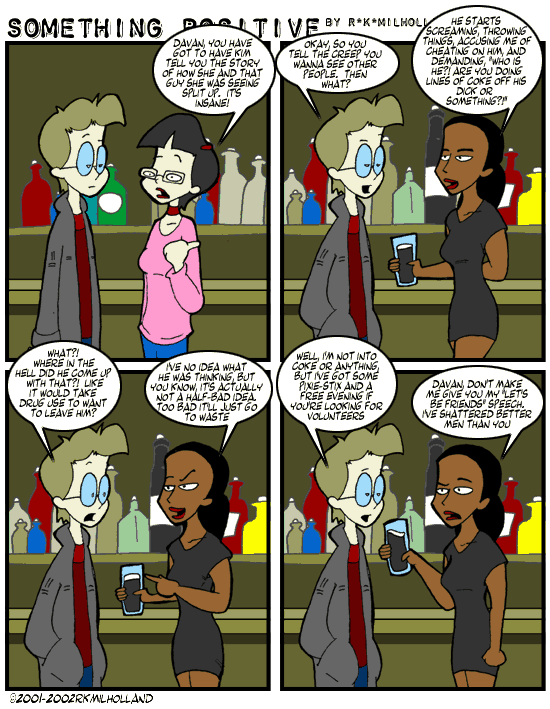 SOMETHING POSITIVE BY R*K*MILHOLL
DAVAN, YOU HAVE
GOT TO HAVE KIM
TELL YOU THE STORY
OF HOW SHE AND THAT
GUY SHE WAS SEEING
SPLIT UP. IT'S
INSANE!
OKAY, SO YOU
TELL THE CREEP YOU
WANNA SEE OTHER
PEOPLE. THEN
WHAT?
HE STARTS
SCREAMING, THROWING
THINGS, ACCUSING ME OF
CHEATING ON HIM, AND
DEMANDING, "WHO IS
HE?! ARE YOU DOING
LINES OF COKE OFF HIS
DICK OR
SOMETHING?!"
WHAT?!
WHERE IN THE
HELL DID HE COME UP
WITH THAT?! LIKE
IT WOULD TAKE
DRUG USE TO WANT
TO LEAVE HIM?
I'VE NO IDEA WHAT
HE WAS THINKING, BUT
YOU KNOW, IT'S ACTUALLY
NOT A HALF-BAD IDEA.
TOO BAD IT'LL JUST GO
TO WASTE
WELL, I'M NOT INTO
COKE OR ANYTHING,
BUT I'VE GOT SOME
PIXIE-STIX AND A
FREE EVENING IF
YOU'RE LOOKING FOR
VOLUNTEERS
DAVAN, DON'T MAKE
ME GIVE YOU MY "LET'S
BE FRIENDS" SPEECH.
I'VE SHATTERED BETTER
MEN THAN YOU
©2001-2002RKMILHOLLAND